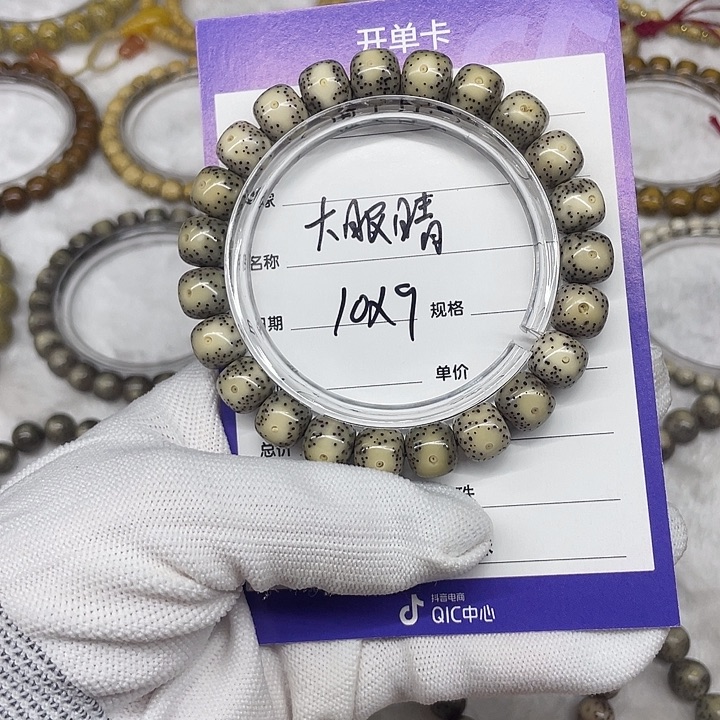 开单卡
大眼睛
名称
10x9 规格
期
单价
总价
抖音电商
QIC中心